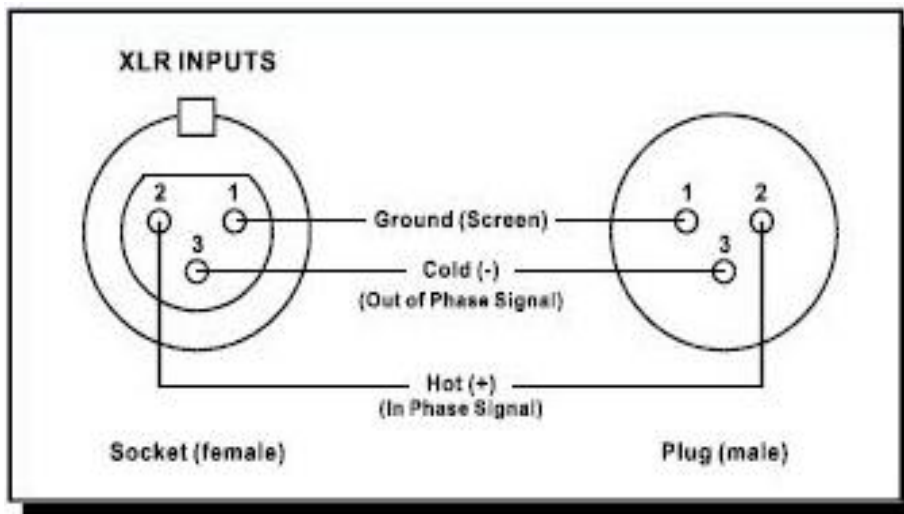 XLR INPUTS
2 1
3
Ground (Screen)
Cold (-)
(Out of Phase Signal)
Hot (+)
(In Phase Signal)
1 2
3
Socket (female)
Plug (male)